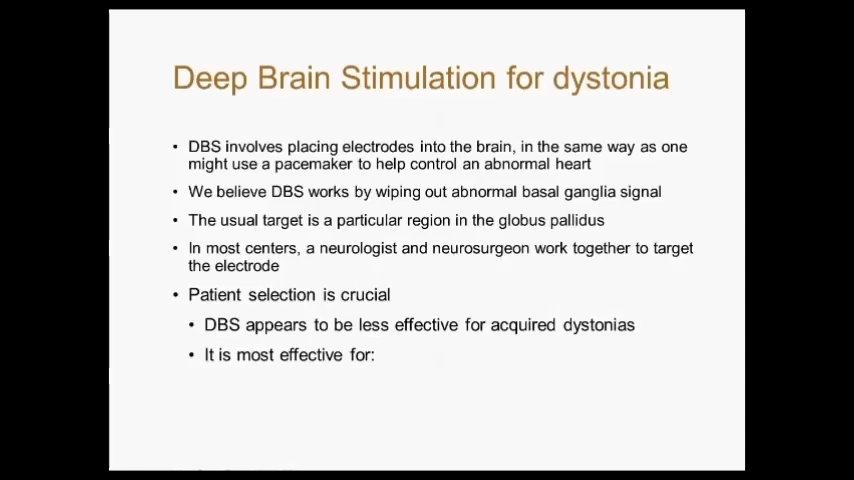 Deep Brain Stimulation for dystonia
• DBS involves placing electrodes into the brain, in the same way as one
might use a pacemaker to help control an abnormal heart
• We believe DBS works by wiping out abnormal basal ganglia signal
• The usual target is a particular region in the globus pallidus
• In most centers, a neurologist and neurosurgeon work together to target
the electrode
• Patient selection is crucial
• DBS appears to be less effective for acquired dystonias
• It is most effective for: